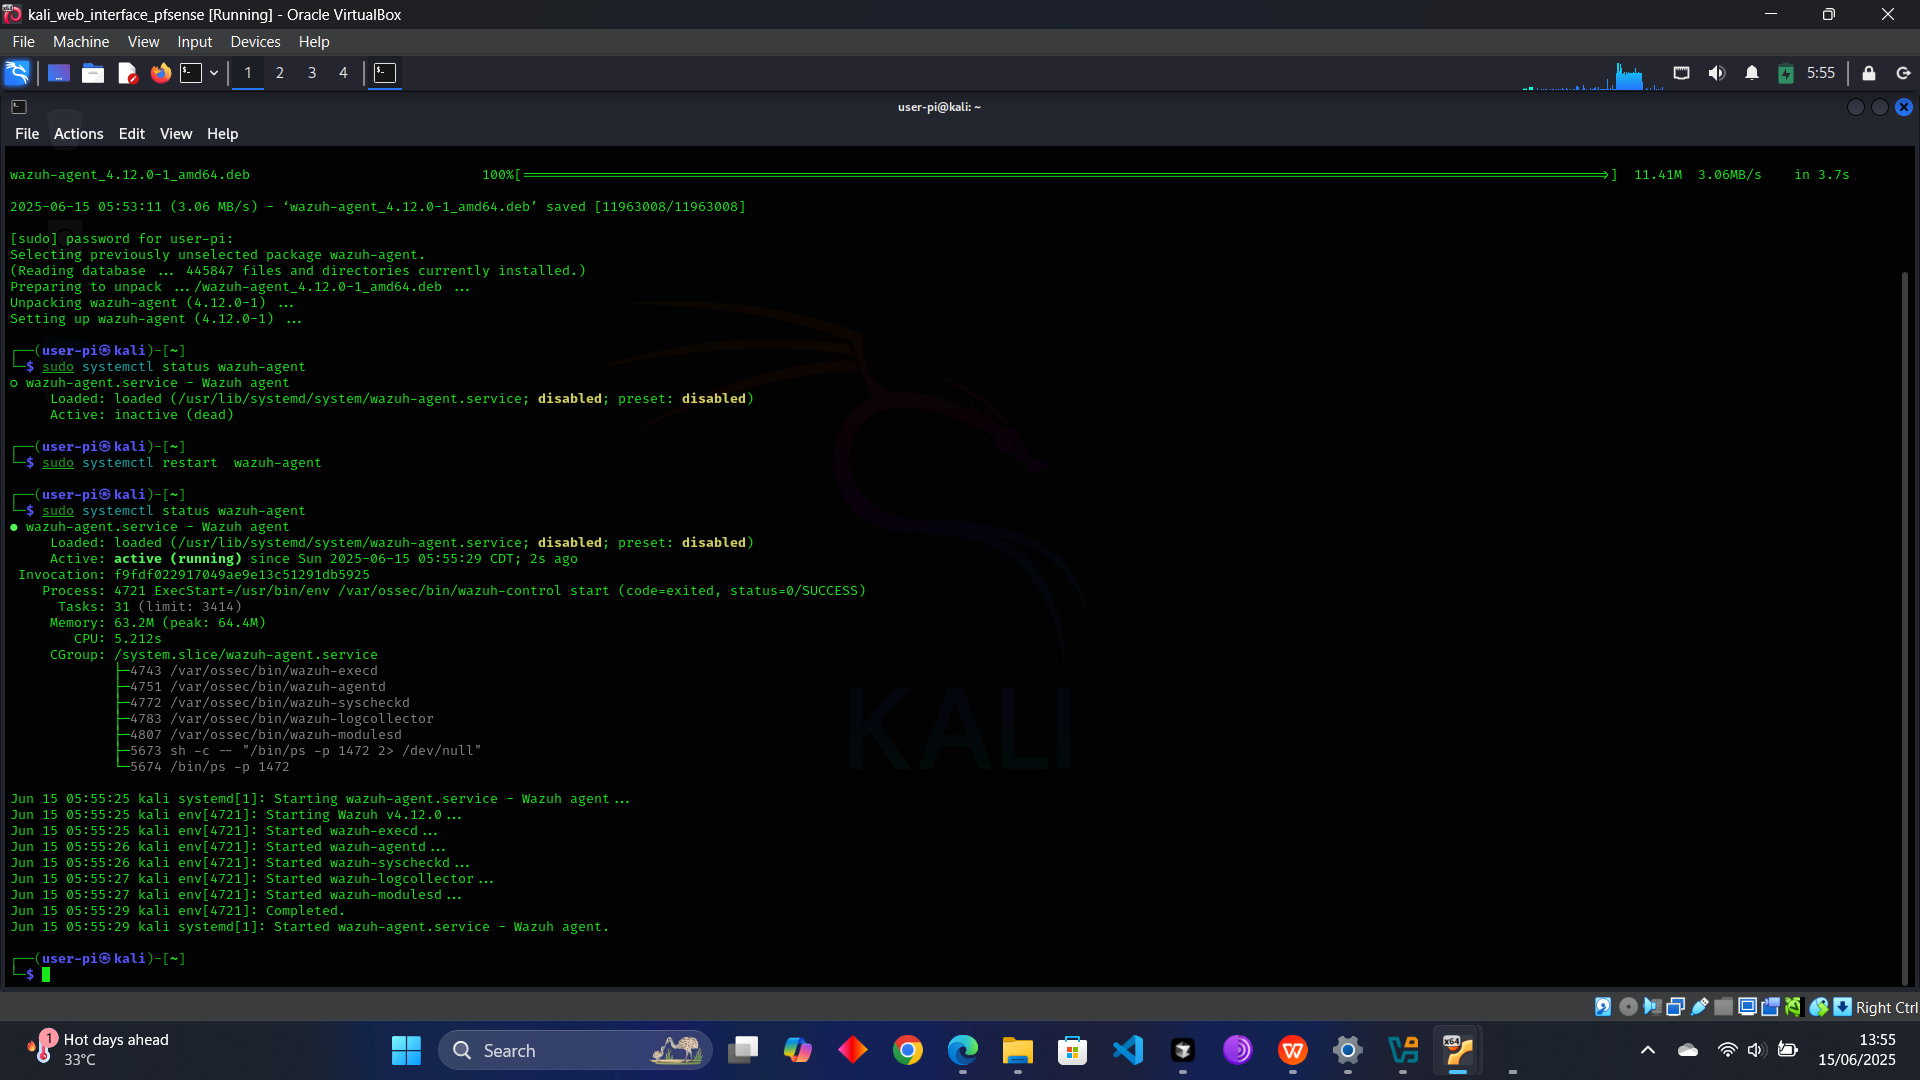 kali_web_interface_pfsense [Running] - Oracle VirtualBox
File Machine View Input Devices Help
1 2 3 4 5:55
user-pi@kali: ~
File Actions Edit View Help
wazuh-agent_4.12.0-1_amd64.deb 100%[===================>] 11.41M 3.06MB/s in 3.7s
2025-06-15 05:53:11 (3.06 MB/s) - ‘wazuh-agent_4.12.0-1_amd64.deb’ saved [11963008/11963008]
[sudo] password for user-pi:
Selecting previously unselected package wazuh-agent.
(Reading database ... 445847 files and directories currently installed.)
Preparing to unpack .../wazuh-agent_4.12.0-1_amd64.deb ...
Unpacking wazuh-agent (4.12.0-1) ...
Setting up wazuh-agent (4.12.0-1) ...
┌──(user-pi㉿kali)-[~]
└─$ sudo systemctl status wazuh-agent
○ wazuh-agent.service - Wazuh agent
Loaded: loaded (/usr/lib/systemd/system/wazuh-agent.service; disabled; preset: disabled)
Active: inactive (dead)
┌──(user-pi㉿kali)-[~]
└─$ sudo systemctl restart  wazuh-agent
┌──(user-pi㉿kali)-[~]
└─$ sudo systemctl status wazuh-agent
● wazuh-agent.service - Wazuh agent
Loaded: loaded (/usr/lib/systemd/system/wazuh-agent.service; disabled; preset: disabled)
Active: active (running) since Sun 2025-06-15 05:55:29 CDT; 2s ago
Invocation: f9fdf022917049ae9e13c51291db5925
Process: 4721 ExecStart=/usr/bin/env /var/ossec/bin/wazuh-control start (code=exited, status=0/SUCCESS)
Tasks: 31 (limit: 3414)
Memory: 63.2M (peak: 64.4M)
CPU: 5.212s
CGroup: /system.slice/wazuh-agent.service
├─4743 /var/ossec/bin/wazuh-execd
├─4751 /var/ossec/bin/wazuh-agentd
├─4772 /var/ossec/bin/wazuh-syscheckd
├─4783 /var/ossec/bin/wazuh-logcollector
├─4807 /var/ossec/bin/wazuh-modulesd
├─5673 sh -c -- "/bin/ps -p 1472 2> /dev/null"
└─5674 /bin/ps -p 1472
KALI
Jun 15 05:55:25 kali systemd[1]: Starting wazuh-agent.service - Wazuh agent...
Jun 15 05:55:25 kali env[4721]: Starting Wazuh v4.12.0...
Jun 15 05:55:25 kali env[4721]: Started wazuh-execd...
Jun 15 05:55:26 kali env[4721]: Started wazuh-agentd...
Jun 15 05:55:26 kali env[4721]: Started wazuh-syscheckd...
Jun 15 05:55:27 kali env[4721]: Started wazuh-logcollector...
Jun 15 05:55:27 kali env[4721]: Started wazuh-modulesd...
Jun 15 05:55:29 kali env[4721]: Completed.
Jun 15 05:55:29 kali systemd[1]: Started wazuh-agent.service - Wazuh agent.
┌──(user-pi㉿kali)-[~]
└─$
Right Ctrl
1
Hot days ahead
33°C
Search
13:55
15/06/2025